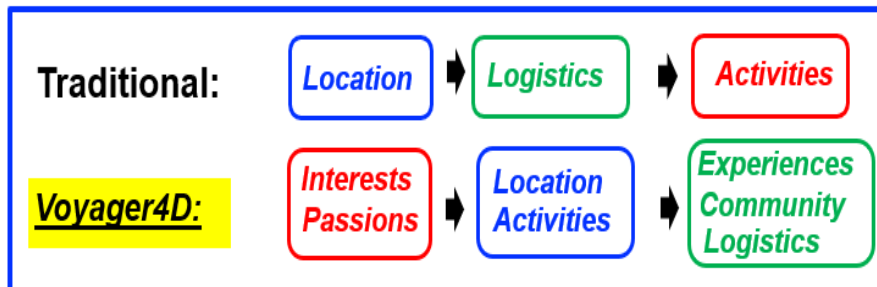 Traditional:
Location
Logistics
Activities
Voyager4D:
Interests
Passions
Location
Activities
Experiences
Community
Logistics